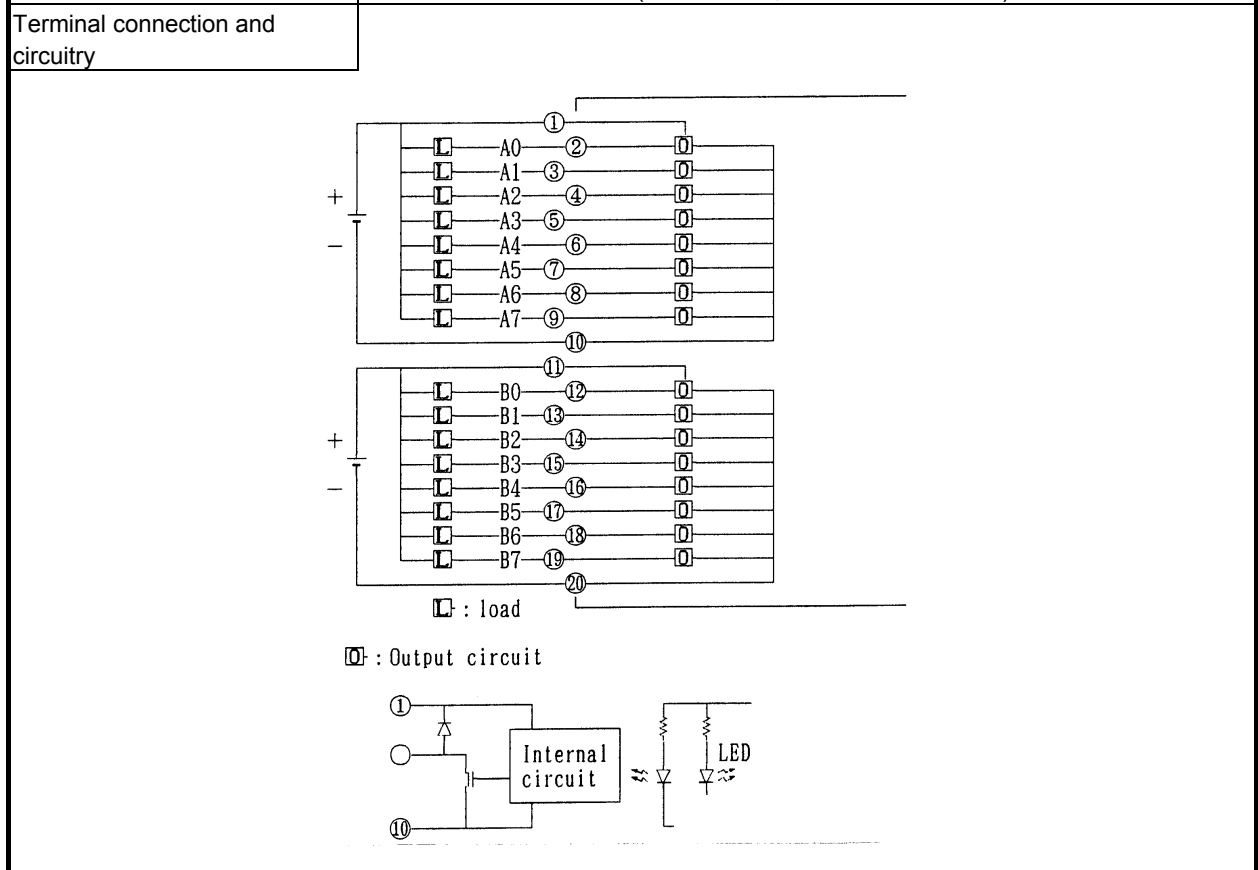 Terminal connection and
circuitry
①
L A0 ② O
L A1 ③ O
+ L A2 ④ O
L A3 ⑤ O
− L A4 ⑥ O
L A5 ⑦ O
L A6 ⑧ O
L A7 ⑨ O
⑩
⑪
L B0 ⑫ O
L B1 ⑬ O
+ L B2 ⑭ O
L B3 ⑮ O
− L B4 ⑯ O
L B5 ⑰ O
L B6 ⑱ O
L B7 ⑲ O
⑳
L : load
O : Output circuit
①
Internal LED
circuit
⑩